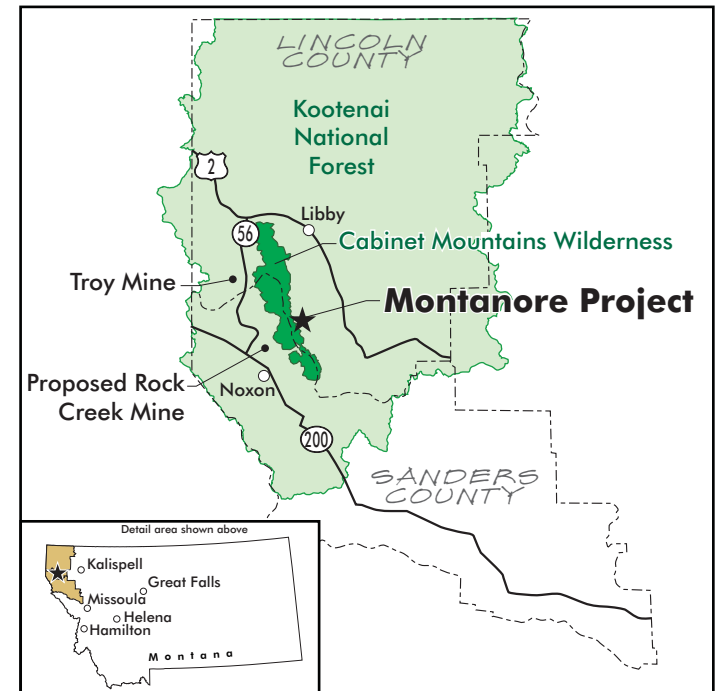 LINCOLN
COUNTY
Kootenai
National
Forest
2
Libby
56
Cabinet Mountains Wilderness
Troy Mine
Montanore Project
Proposed Rock
Creek Mine
Noxon
200
SANDERS
COUNTY
Detail area shown above
Kalispell
Great Falls
Missoula
Helena
Hamilton
Montana